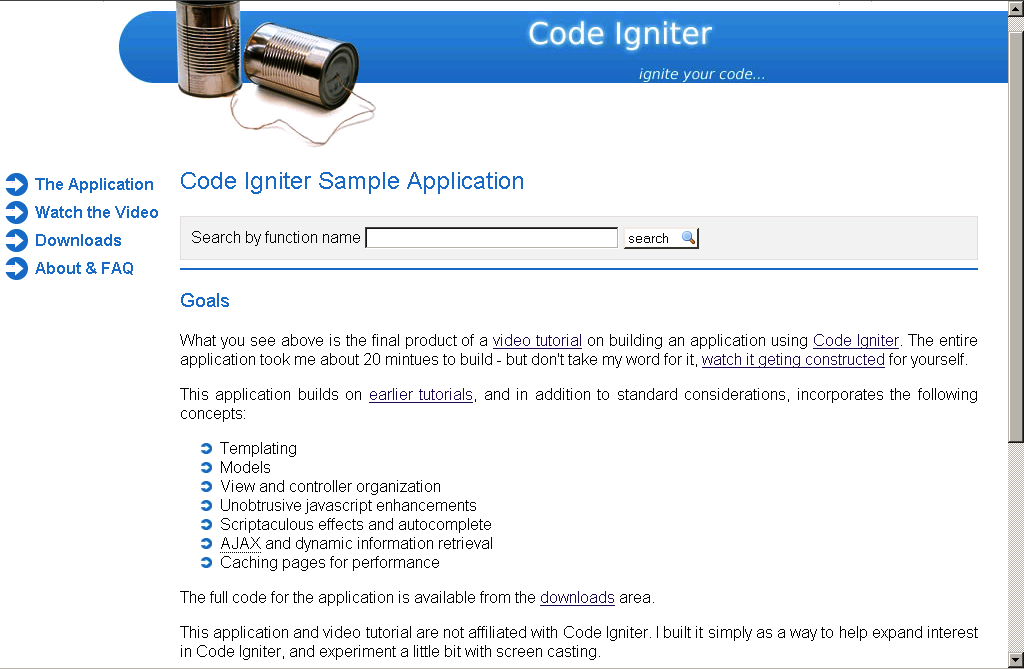 Code Igniter
ignite your code...
The Application
Watch the Video
Downloads
About & FAQ
Code Igniter Sample Application
Search by function name
search
Goals
What you see above is the final product of a video tutorial on building an application using Code Igniter. The entire
application took me about 20 mintues to build - but don't take my word for it, watch it geting constructed for yourself.
This application builds on earlier tutorials, and in addition to standard considerations, incorporates the following
concepts:
Templating
Models
View and controller organization
Unobtrusive javascript enhancements
Scriptaculous effects and autocomplete
AJAX and dynamic information retrieval
Caching pages for performance
The full code for the application is available from the downloads area.
This application and video tutorial are not affiliated with Code Igniter. I built it simply as a way to help expand interest
in Code Igniter, and experiment a little bit with screen casting.